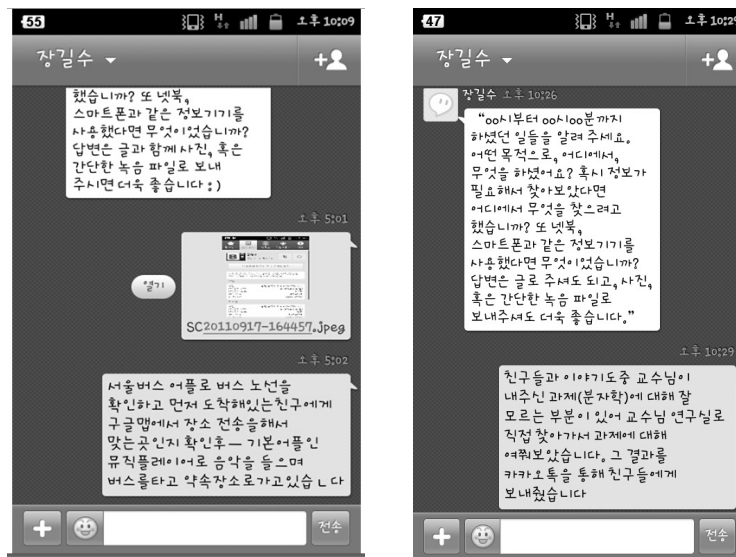 55
H
오후 10:09
장길수
했습니까? 또 넷북,
스마트폰과 같은 정보기기를
사용했다면 무엇이었습니까?
답변은 글과 함께 사진, 혹은
간단한 녹음 파일로 보내
주시면 더욱 좋습니다 :)
오후 5:01
열기
SC20110917-164457.jpeg
오후 5:02
서울버스 어플로 버스 노선을
확인하고 먼저 도착해있는친구에게
구글맵에서 장소 전송을해서
맞는곳인지 확인후ㅡ 기본어플인
뮤직플레이어로 음악을 들으며
버스를타고 약속장소로가고있습ㄴ다
전송
47
H
오후 10:29
장길수
장길수 오후 10:26
“oo시부터 oo시oo분까지
하셨던 일들을 알려 주세요.
어떤 목적으로, 어디에서,
무엇을 하셨어요? 혹시 정보가
필요해서 찾아보았다면
어디에서 무엇을 찾으려고
했습니까? 또 넷북,
스마트폰과 같은 정보기기를
사용했다면 무엇이었습니까?
답변은 글로 주셔도 되고, 사진,
혹은 간단한 녹음 파일로
보내주셔도 더욱 좋습니다.”
오후 10:29
친구들과 이야기도중 교수님이
내주신 과제(분자학)에 대해 잘
모르는 부분이 있어 교수님 연구실로
직접 찾아가서 과제에 대해
여쭤보았습니다. 그 결과를
카카오톡을 통해 친구들에게
보내줬습니다
전송